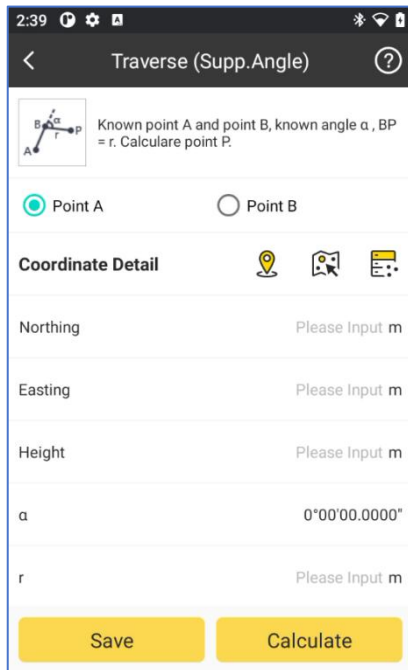 2:39
Traverse (Supp.Angle)
B α P
r
A
Known point A and point B, known angle α , BP
= r. Calculare point P.
Point A Point B
Coordinate Detail
Northing Please Input m
Easting Please Input m
Height Please Input m
α 0°00'00.0000"
r Please Input m
Save Calculate